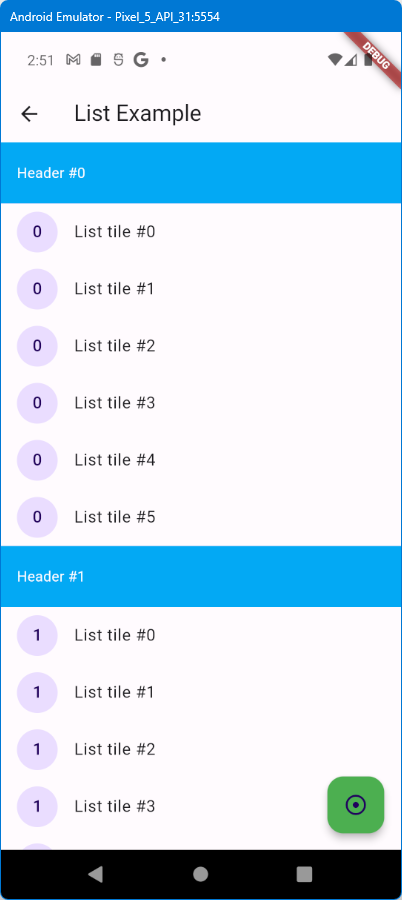 Android Emulator - Pixel_5_API_31:5554
2:51
DEBUG
List Example
Header #0
0 List tile #0
0 List tile #1
0 List tile #2
0 List tile #3
0 List tile #4
0 List tile #5
Header #1
1 List tile #0
1 List tile #1
1 List tile #2
1 List tile #3